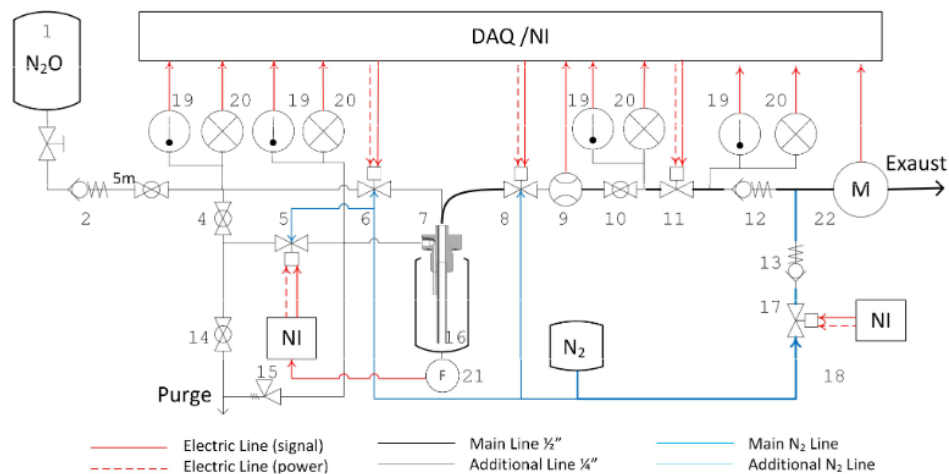 1
N₂O
DAQ /NI
19
20
19
20
19
20
19
20
5m
2
4
5
6
7
8
9
10
11
12
22
M
Exaust
13
17
NI
14
NI
16
N₂
15
F
21
18
Purge
Electric Line (signal)
Main Line ½”
Main N₂ Line
Electric Line (power)
Additional Line ¼”
Additional N₂ Line